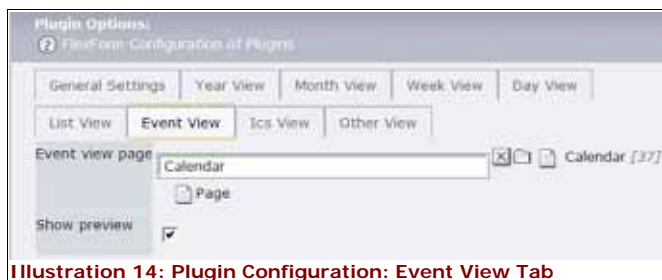 Plugin Options:
FlexForm Configuration of Plugins
General Settings Year View Month View Week View Day View
List View Event View Ics View Other View
Event view page
Calendar
Calendar [37]
Page
Show preview
Illustration 14: Plugin Configuration: Event View Tab